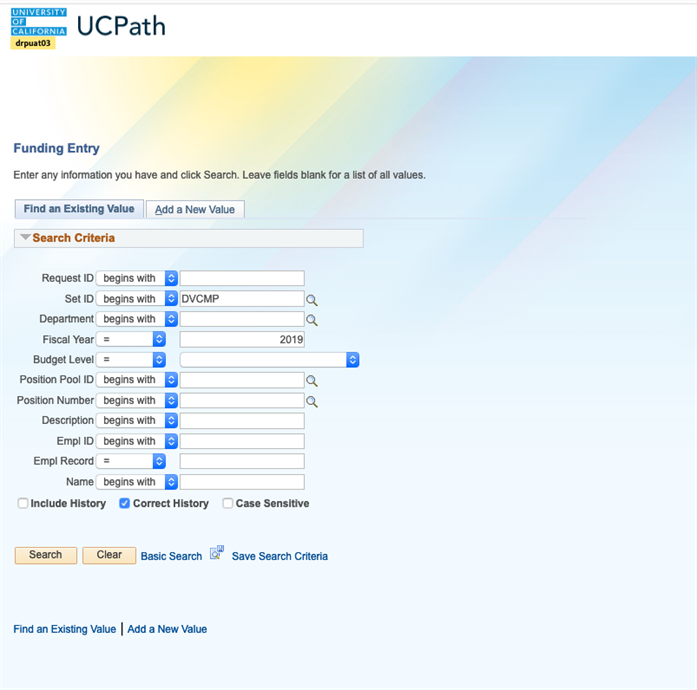 UNIVERSITY
OF
CALIFORNIA
UCPath
drpuat03
Funding Entry
Enter any information you have and click Search. Leave fields blank for a list of all values.
Find an Existing Value Add a New Value
Search Criteria
Request ID begins with
Set ID begins with DVCMP
Department begins with
Fiscal Year = 2019
Budget Level =
Position Pool ID begins with
Position Number begins with
Description begins with
Empl ID begins with
Empl Record =
Name begins with
Include History Correct History Case Sensitive
Search Clear Basic Search Save Search Criteria
Find an Existing Value | Add a New Value